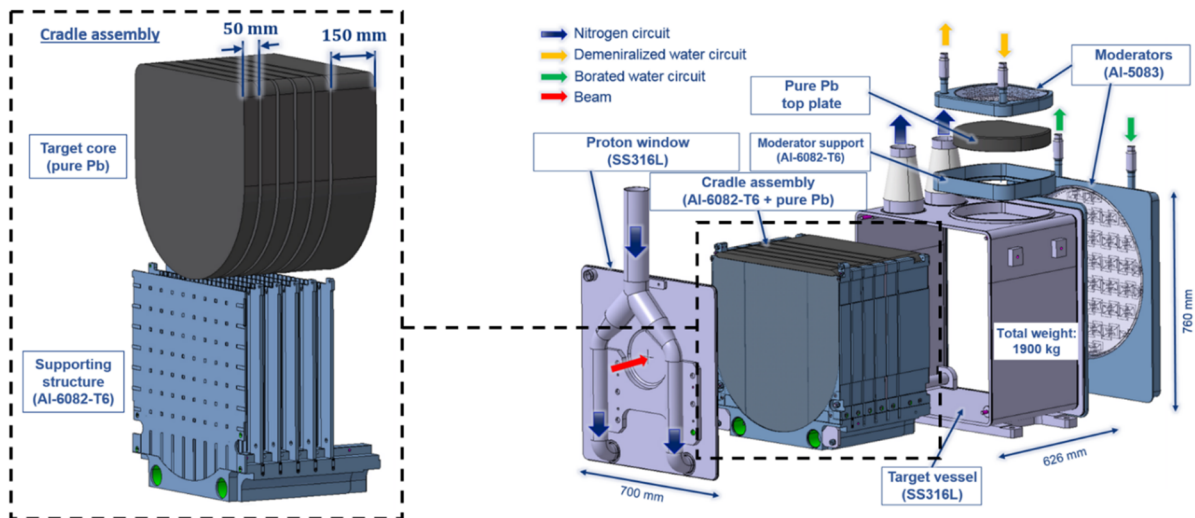 Cradle assembly
50 mm
150 mm
Target core
(pure Pb)
Supporting
structure
(Al-6082-T6)
Nitrogen circuit
Demeniralized water circuit
Borated water circuit
Beam
Proton window
(SS316L)
Pure Pb
top plate
Moderator support
(Al-6082-T6)
Cradle assembly
(Al-6082-T6 + pure Pb)
Moderators
(Al-5083)
Total weight:
1900 kg
760 mm
626 mm
Target vessel
(SS316L)
700 mm